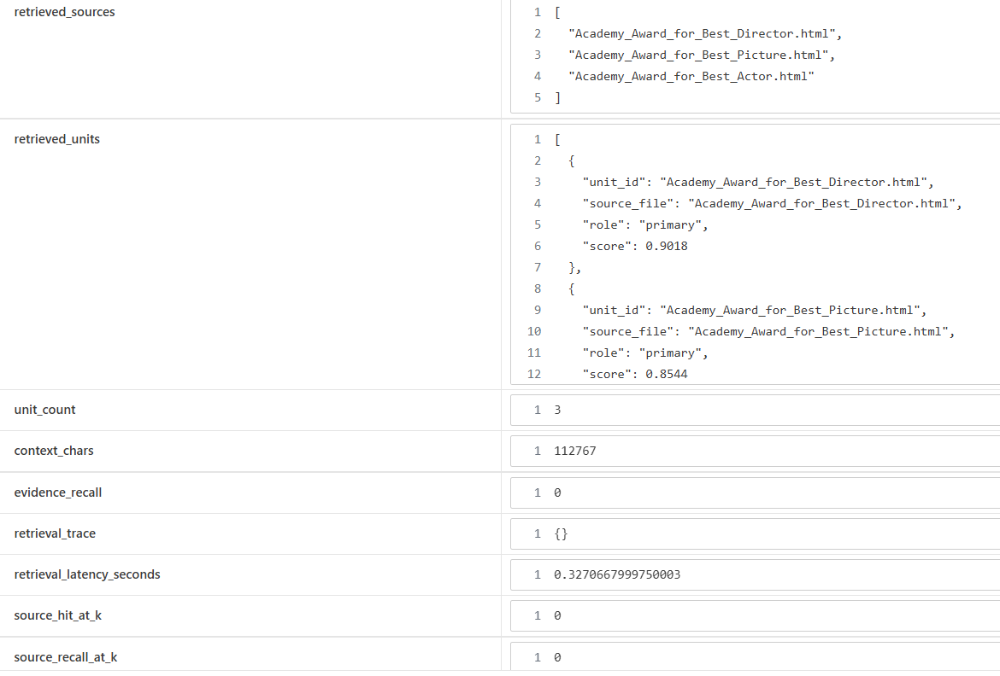 retrieved_sources
1 [
2 "Academy_Award_for_Best_Director.html",
3 "Academy_Award_for_Best_Picture.html",
4 "Academy_Award_for_Best_Actor.html"
5 ]
retrieved_units
1 [
2 {
3 "unit_id": "Academy_Award_for_Best_Director.html",
4 "source_file": "Academy_Award_for_Best_Director.html",
5 "role": "primary",
6 "score": 0.9018
7 },
8 {
9 "unit_id": "Academy_Award_for_Best_Picture.html",
10 "source_file": "Academy_Award_for_Best_Picture.html",
11 "role": "primary",
12 "score": 0.8544
unit_count
1 3
context_chars
1 112767
evidence_recall
1 0
retrieval_trace
1 {}
retrieval_latency_seconds
1 0.3270667999750003
source_hit_at_k
1 0
source_recall_at_k
1 0